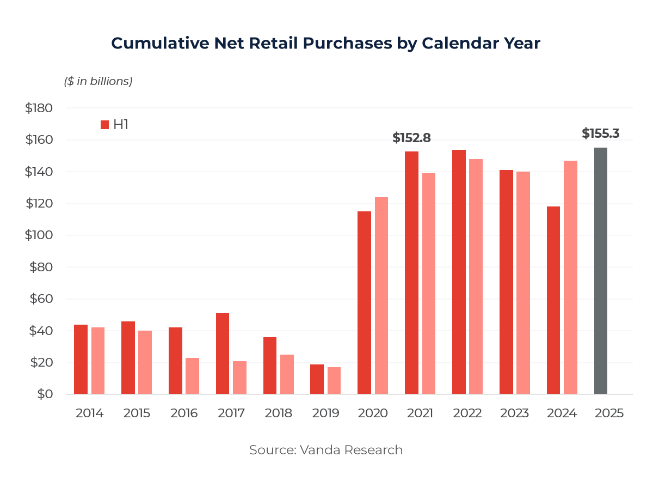 Cumulative Net Retail Purchases by Calendar Year
($ in billions)
$180
H1
$160
$152.8
$155.3
$140
$120
$100
$80
$60
$40
$20
$0
2014 2015 2016 2017 2018 2019 2020 2021 2022 2023 2024 2025
Source: Vanda Research